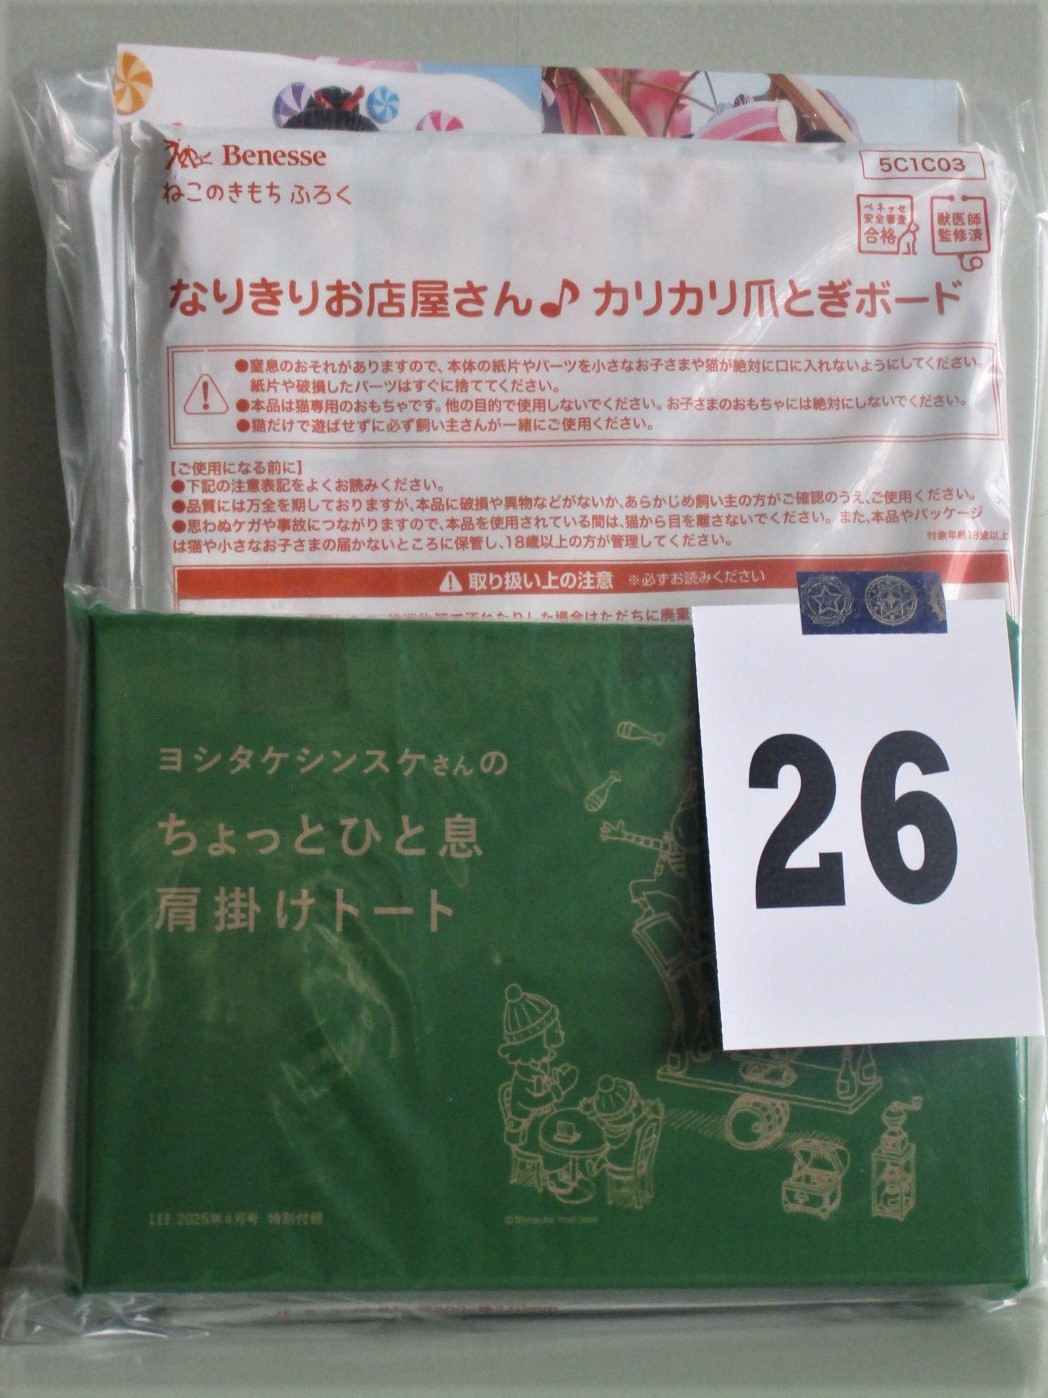 Benesse
ねこのきもち ふろく
5C1C03
ベネッセ
安全審査
合格
獣医師
監修済
なりきりお店屋さん♪カリカリ爪とぎボード
●窒息のおそれがありますので、本体の紙片やパーツを小さなお子さまや猫が絶対に口に入れないようにしてください。
紙片や破損したパーツはすぐに捨ててください。
●本品は猫専用のおもちゃです。他の目的で使用しないでください。お子さまのおもちゃには絶対にしないでください。
●猫だけで遊ばせずに必ず飼い主さんが一緒にご使用ください。
【ご使用になる前に】
●下記の注意表記をよくお読みください。
●品質には万全を期しておりますが、本品に破損や異物などがないか、あらかじめ飼い主の方がご確認のうえ、ご使用ください。
●思わぬケガや事故につながりますので、本品を使用されている間は、猫から目を離さないでください。また、本品やパッケージ
は猫や小さなお子さまの届かないところに保管し、18歳以上の方が管理してください。
対象年齢18歳以上
取り扱い上の注意 ※必ずお読みください
汚れたりした場合はただちに廃棄
26
ヨシタケシンスケさんの
ちょっとひと息
肩掛けトート
LEE 2025年4月号 特別付録